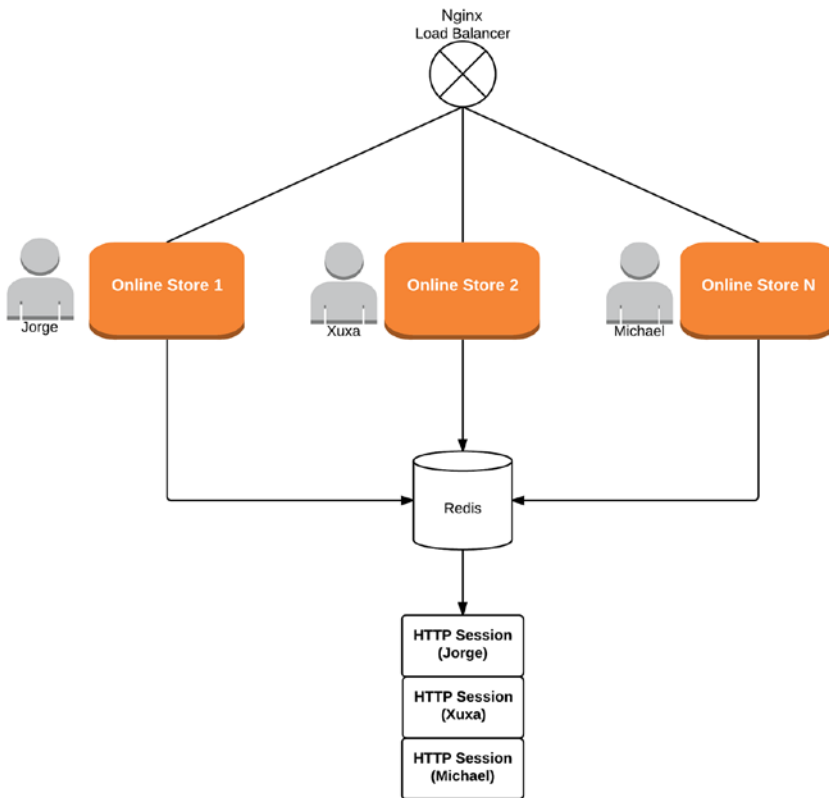 Nginx
Load Balancer
Online Store 1
Online Store 2
Online Store N
Jorge
Xuxa
Michael
Redis
HTTP Session
(Jorge)
HTTP Session
(Xuxa)
HTTP Session
(Michael)